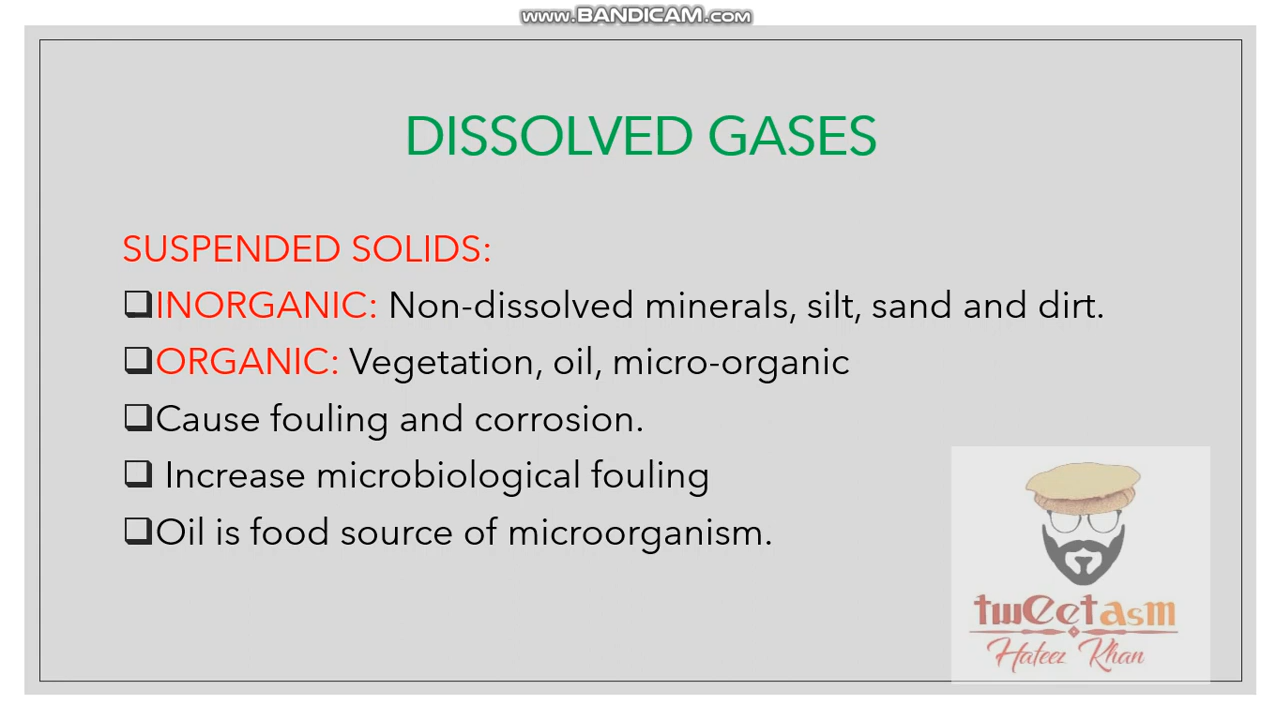 www.BANDICAM.com
DISSOLVED GASES
SUSPENDED SOLIDS:
INORGANIC: Non-dissolved minerals, silt, sand and dirt.
ORGANIC: Vegetation, oil, micro-organic
Cause fouling and corrosion.
Increase microbiological fouling
Oil is food source of microorganism.
tweetasm
Hafeez Khan